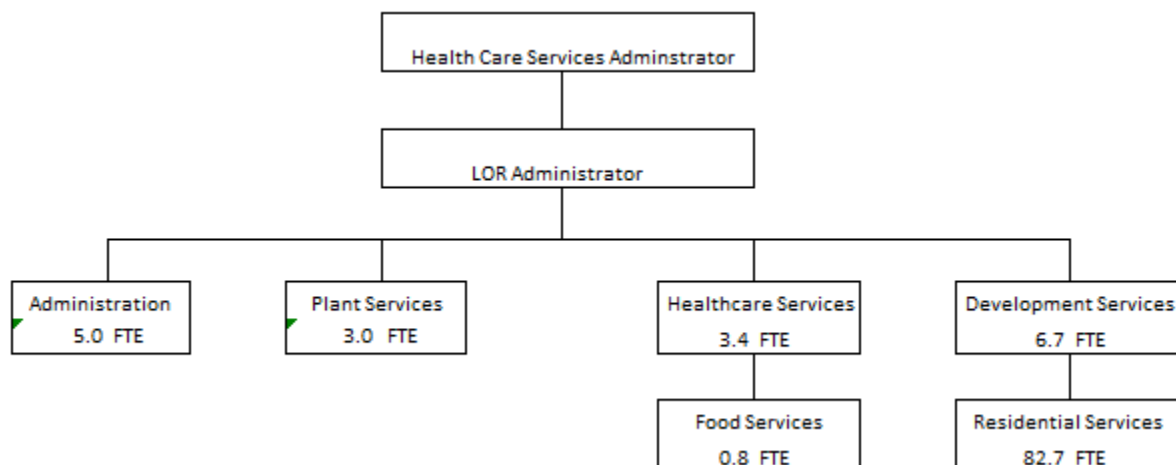 Health Care Services Adminstrator
LOR Administrator
Administration
5.0 FTE
Plant Services
3.0 FTE
Healthcare Services
3.4 FTE
Development Services
6.7 FTE
Food Services
0.8 FTE
Residential Services
82.7 FTE